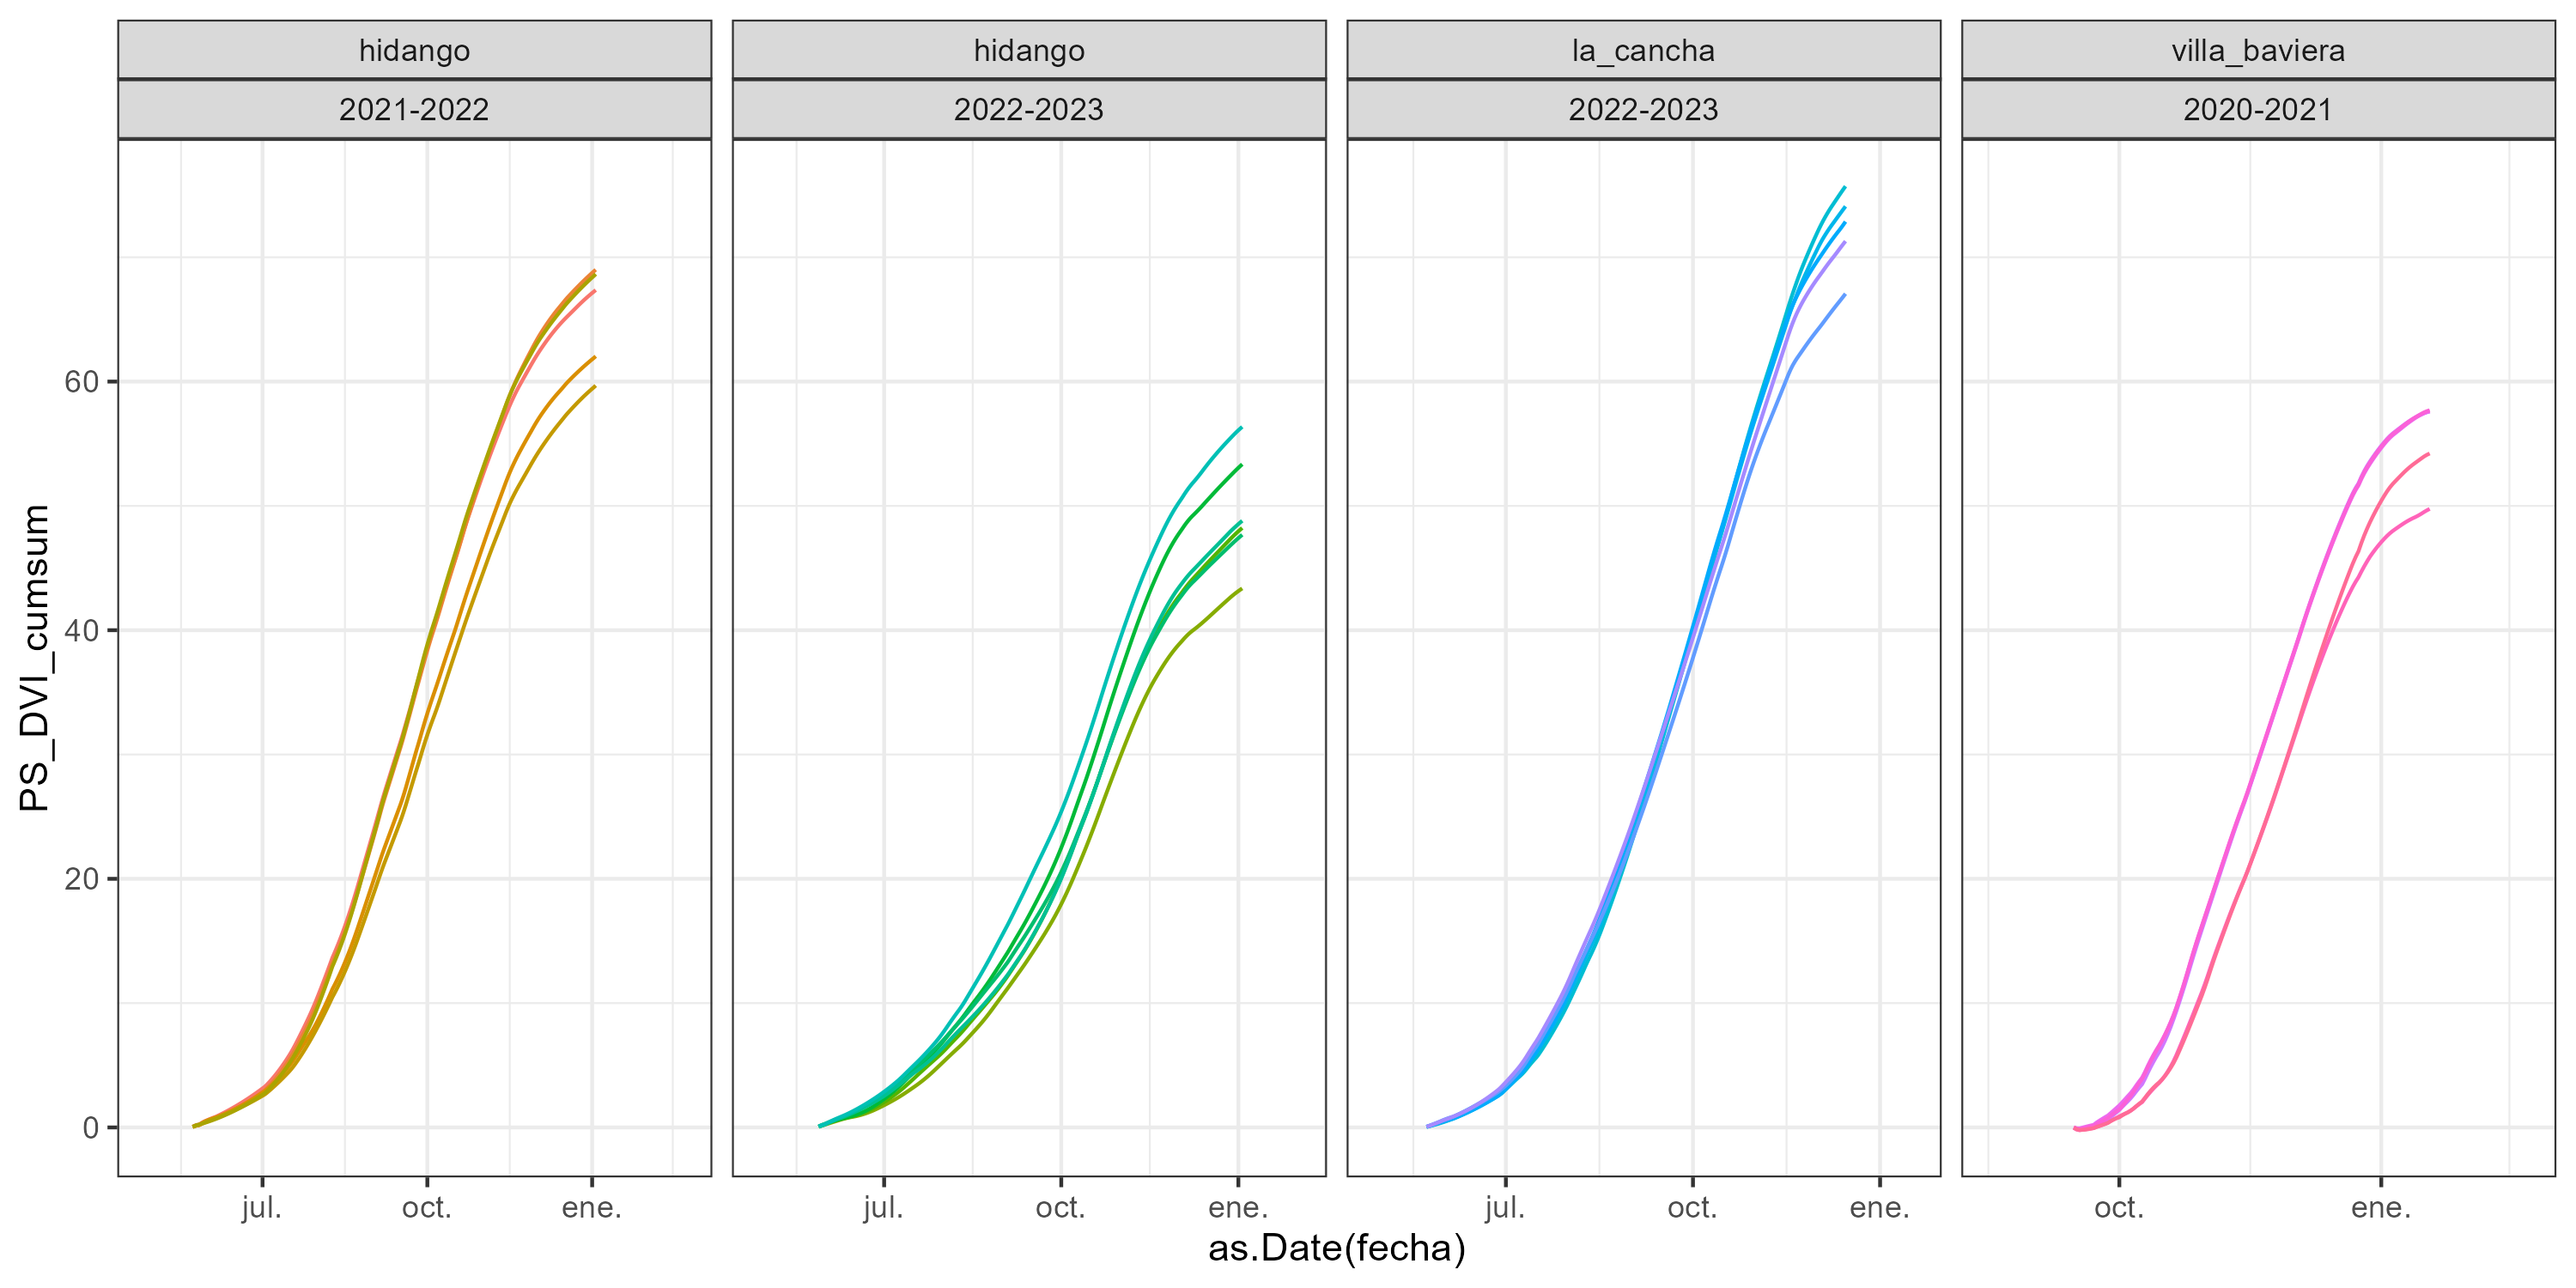 hidango hidango la_cancha villa_baviera
2021-2022 2022-2023 2022-2023 2020-2021
PS_DVI_cumsum
60
40
20
0
jul. oct. ene. jul. oct. ene. jul. oct. ene. oct. ene.
as.Date(fecha)